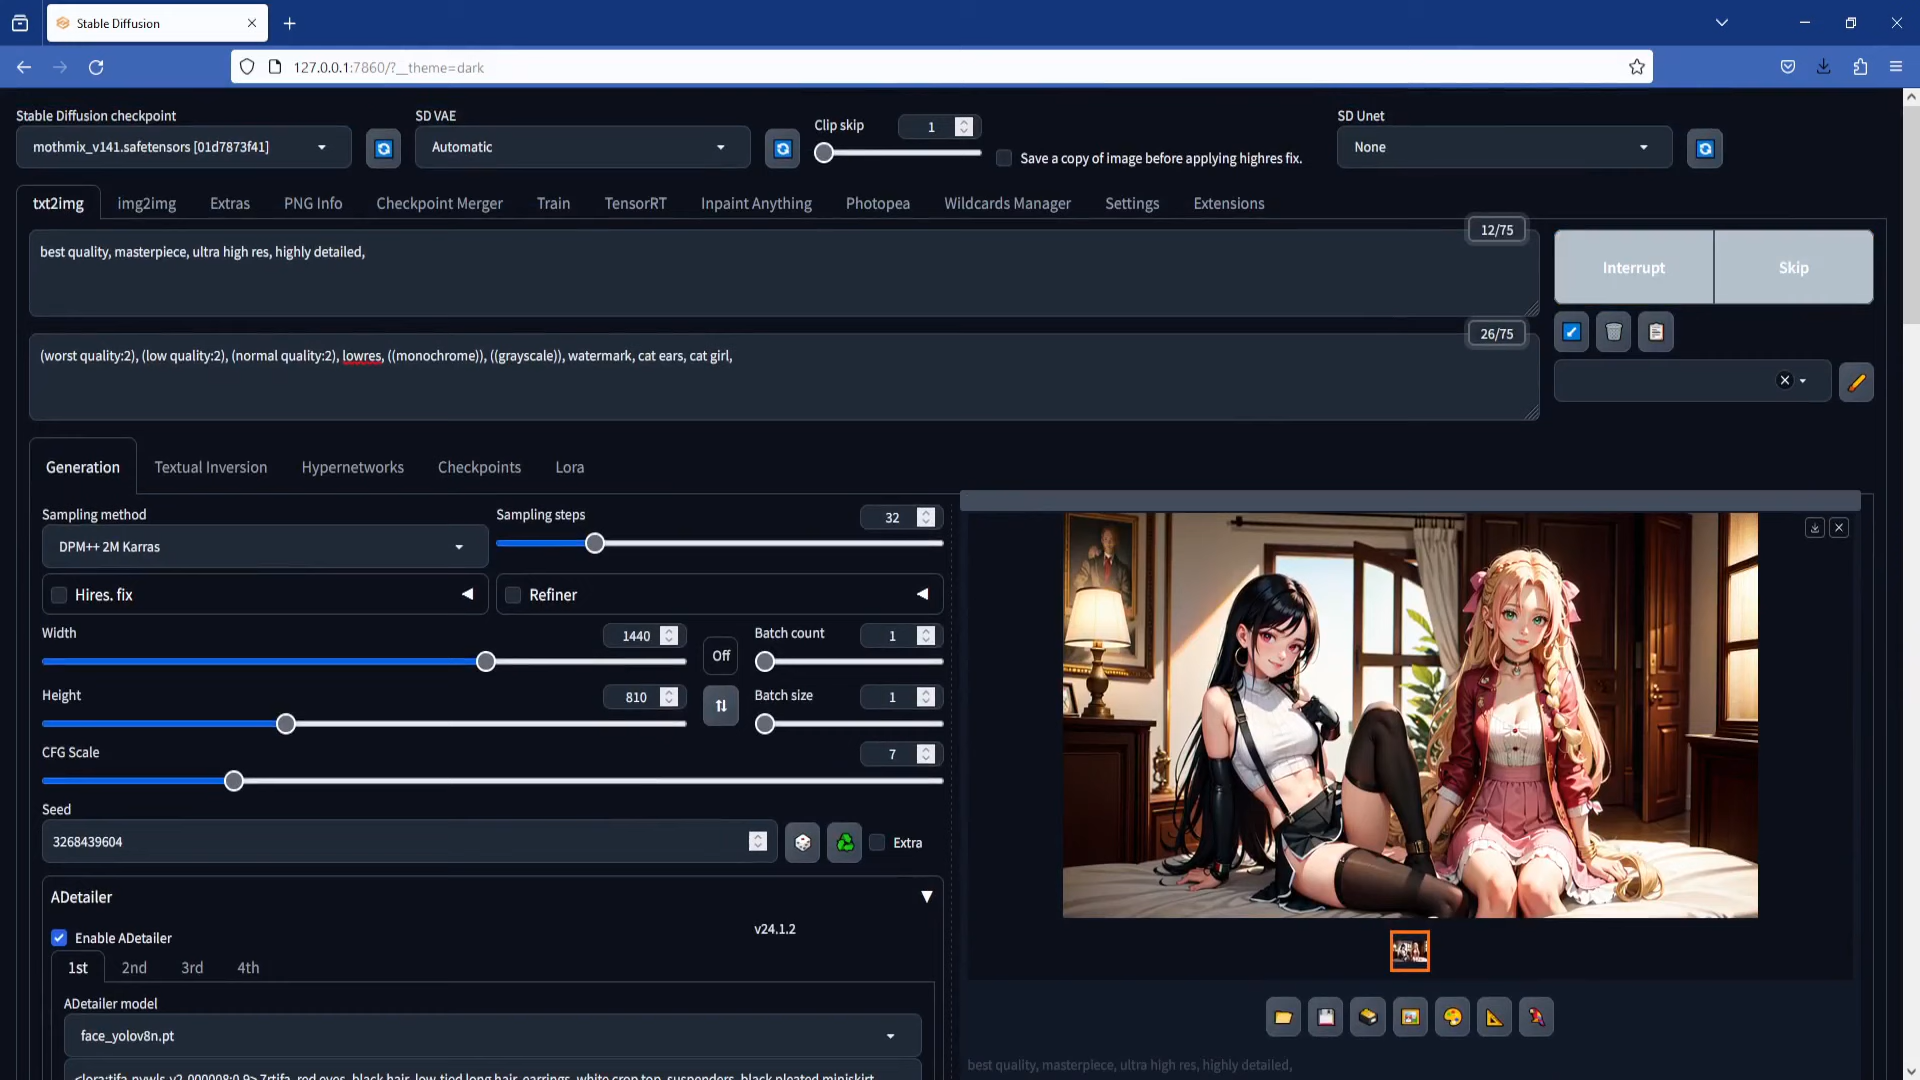 Stable Diffusion
127.0.0.1:7860/?__theme=dark
Stable Diffusion checkpoint
SD VAE
Clip skip
1
SD Unet
mothmix_v141.safetensors [01d7873f41]
Automatic
Save a copy of image before applying highres fix.
None
txt2img img2img Extras PNG Info Checkpoint Merger Train TensorRT Inpaint Anything Photopea Wildcards Manager Settings Extensions
12/75
best quality, masterpiece, ultra high res, highly detailed,
Interrupt
Skip
26/75
(worst quality:2), (low quality:2), (normal quality:2), lowres, ((monochrome)), ((grayscale)), watermark, cat ears, cat girl,
Generation Textual Inversion Hypernetworks Checkpoints Lora
Sampling method
Sampling steps
32
DPM++ 2M Karras
Hires. fix
Refiner
Width
1440
Off
Batch count
1
Height
810
Batch size
1
CFG Scale
7
Seed
3268439604
Extra
ADetailer
v24.1.2
Enable ADetailer
1st 2nd 3rd 4th
ADetailer model
face_yolov8n.pt
best quality, masterpiece, ultra high res, highly detailed,